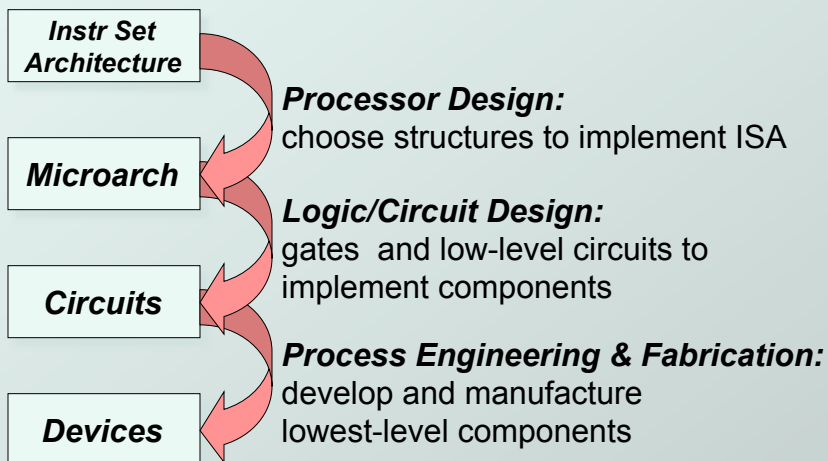 Instr Set
Architecture
Processor Design:
choose structures to implement ISA
Microarch
Logic/Circuit Design:
gates and low-level circuits to
implement components
Circuits
Process Engineering & Fabrication:
develop and manufacture
lowest-level components
Devices